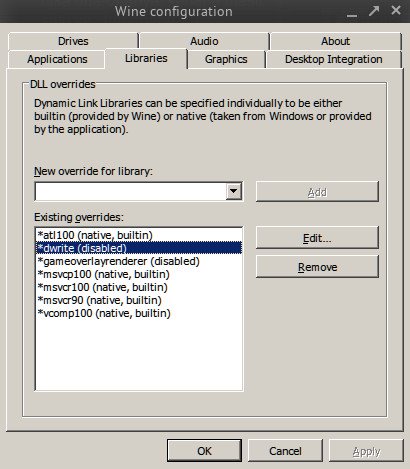 Wine configuration
Drives
Audio
About
Applications
Libraries
Graphics
Desktop Integration
DLL overrides
Dynamic Link Libraries can be specified individually to be either
builtin (provided by Wine) or native (taken from Windows or provided
by the application).
New override for library:
Add
Existing overrides:
*atl100 (native, builtin)
*dwrite (disabled)
*gameoverlayrenderer (disabled)
*msvcp100 (native, builtin)
*msvcr100 (native, builtin)
*msvcr90 (native, builtin)
*vcomp100 (native, builtin)
Edit...
Remove
OK
Cancel
Apply